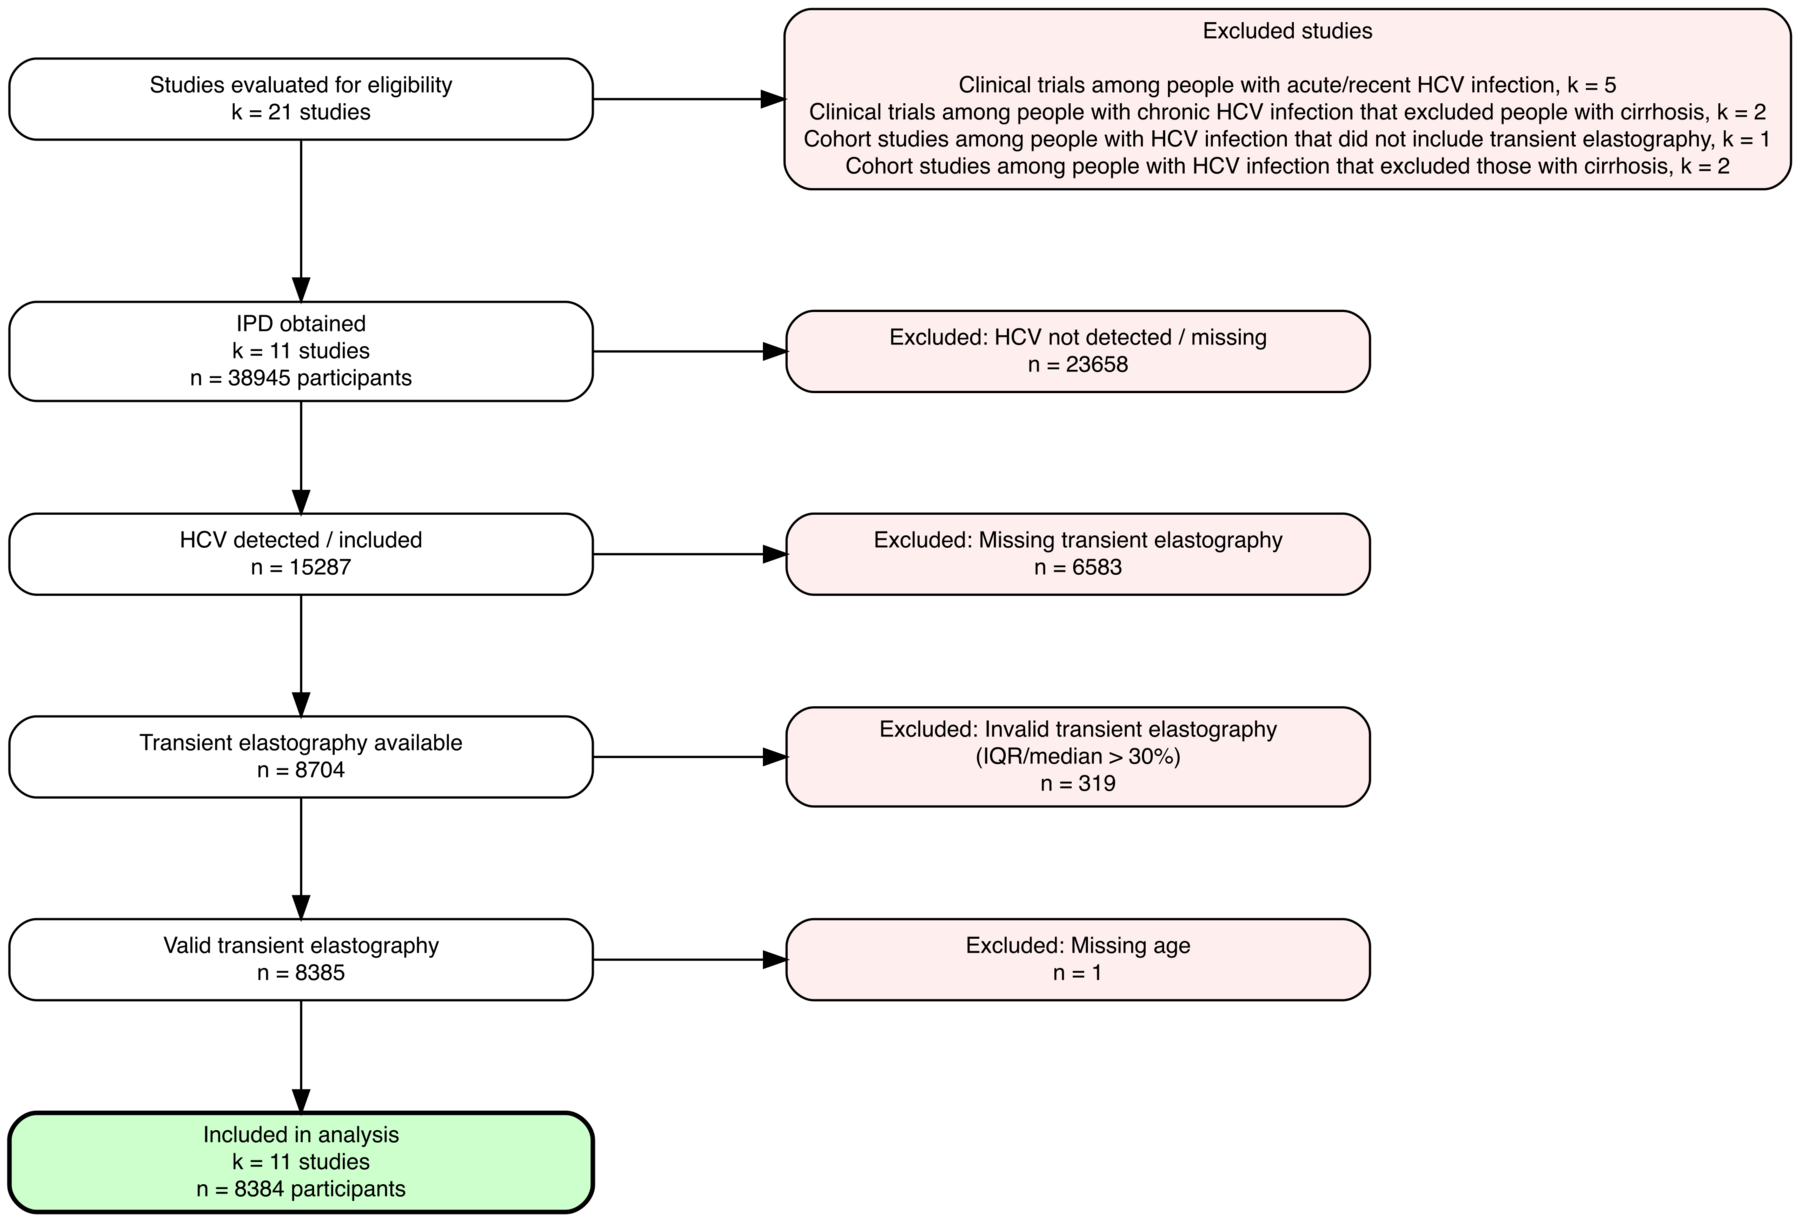 Studies evaluated for eligibility
k = 21 studies
Excluded studies
Clinical trials among people with acute/recent HCV infection, k = 5
Clinical trials among people with chronic HCV infection that excluded people with cirrhosis, k = 2
Cohort studies among people with HCV infection that did not include transient elastography, k = 1
Cohort studies among people with HCV infection that excluded those with cirrhosis, k = 2
IPD obtained
k = 11 studies
n = 38945 participants
Excluded: HCV not detected / missing
n = 23658
HCV detected / included
n = 15287
Excluded: Missing transient elastography
n = 6583
Transient elastography available
n = 8704
Excluded: Invalid transient elastography
(IQR/median > 30%)
n = 319
Valid transient elastography
n = 8385
Excluded: Missing age
n = 1
Included in analysis
k = 11 studies
n = 8384 participants